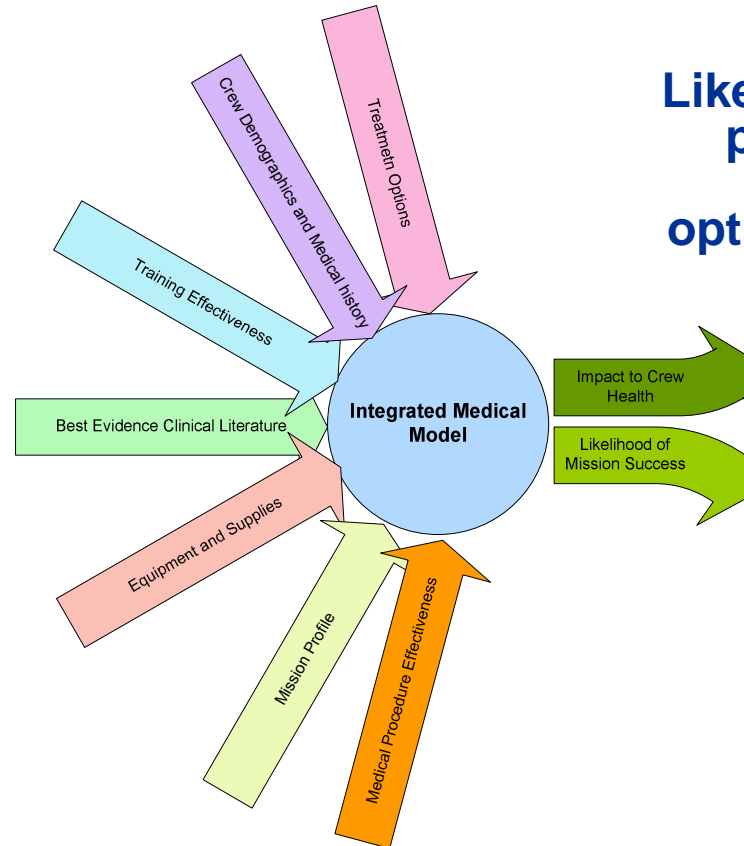 Treatmetn Options
Crew Demographics and Medical history
Training Effectiveness
Best Evidence Clinical Literature
Equipment and Supplies
Mission Profile
Medical Procedure Effectiveness
Integrated Medical
Model
Impact to Crew
Health
Likelihood of
Mission Success